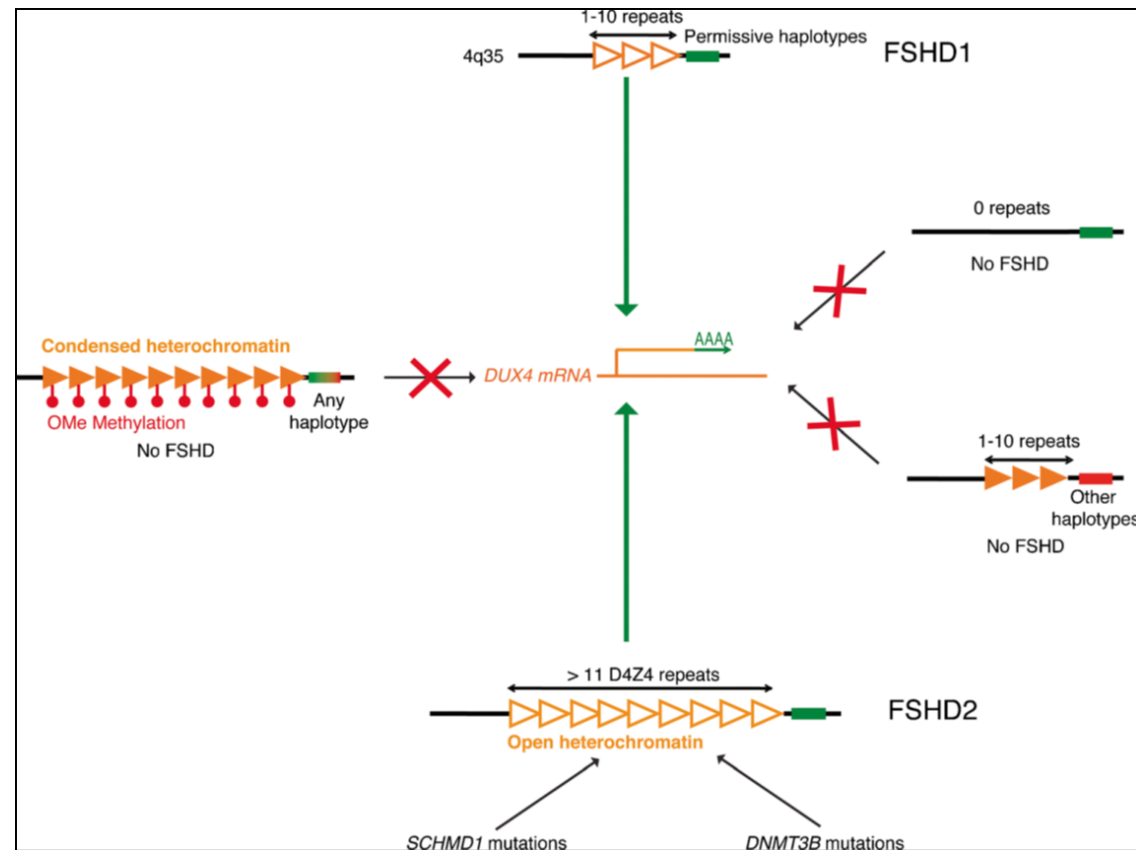 1-10 repeats
Permissive haplotypes
FSHD1
4q35
0 repeats
No FSHD
Condensed heterochromatin
OMe Methylation
Any
haplotype
No FSHD
DUX4 mRNA
AAAA
1-10 repeats
Other
haplotypes
No FSHD
> 11 D4Z4 repeats
FSHD2
Open heterochromatin
SCHMD1 mutations
DNMT3B mutations